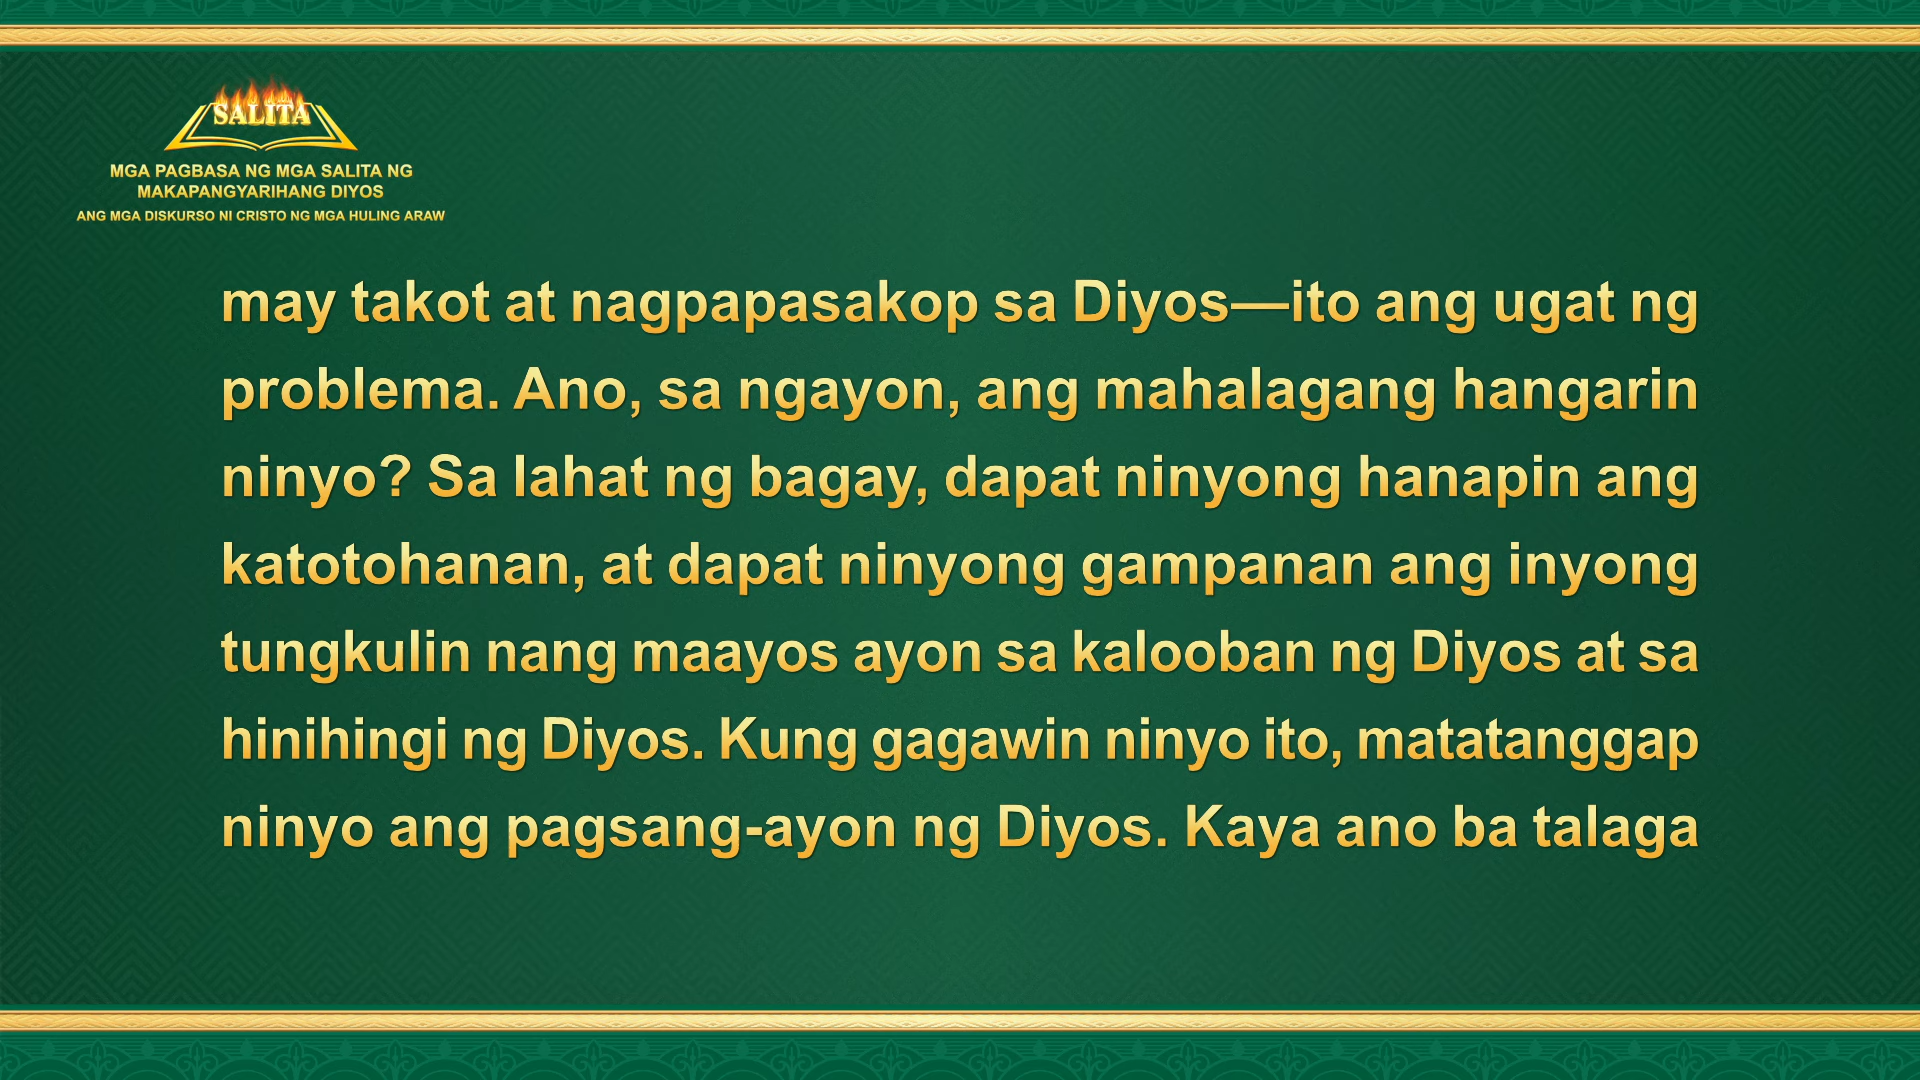 SALITA
MGA PAGBASA NG MGA SALITA NG
MAKAPANGYARIHANG DIYOS
ANG MGA DISKURSO NI CRISTO NG MGA HULING ARAW
may takot at nagpapasakop sa Diyos—ito ang ugat ng
problema. Ano, sa ngayon, ang mahalagang hangarin
ninyo? Sa lahat ng bagay, dapat ninyong hanapin ang
katotohanan, at dapat ninyong gampanan ang inyong
tungkulin nang maayos ayon sa kalooban ng Diyos at sa
hinihingi ng Diyos. Kung gagawin ninyo ito, matatanggap
ninyo ang pagsang-ayon ng Diyos. Kaya ano ba talaga